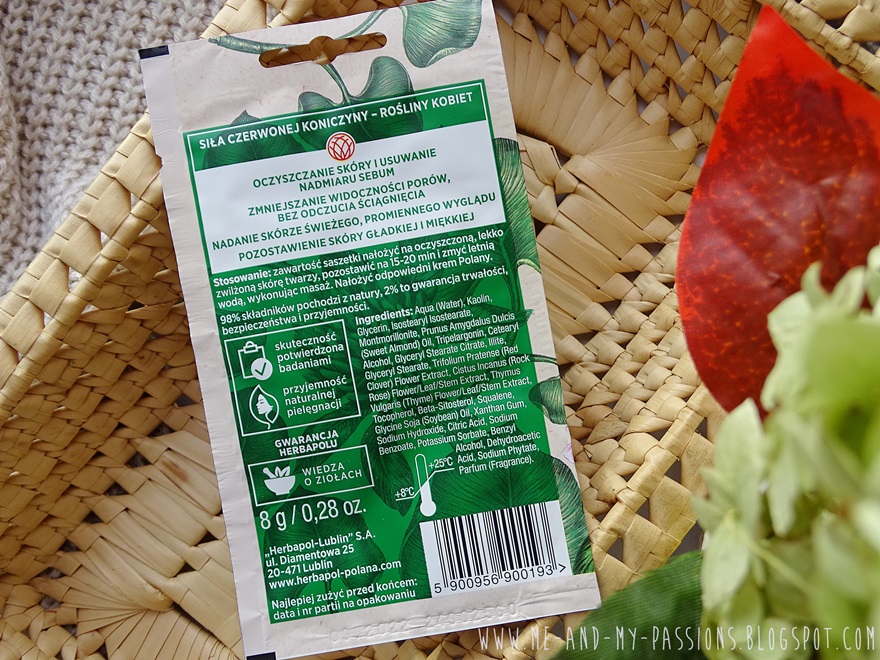 SIŁA CZERWONEJ KONICZYNY – ROŚLINY KOBIET
OCZYSZCZANIE SKÓRY I USUWANIE
NADMIARU SEBUM
ZMNIEJSZANIE WIDOCZNOŚCI PORÓW,
BEZ ODCZUCIA ŚCIĄGNIĘCIA
NADANIE SKÓRZE ŚWIEŻEGO, PROMIENNEGO WYGLĄDU
POZOSTAWIENIE SKÓRY GŁADKIEJ I MIĘKKIEJ
Stosowanie: zawartość saszetki nałożyć na oczyszczoną, lekko
zwilżoną skórę twarzy, pozostawić na 15-20 min i zmyć letnią
wodą, wykonując masaż. Nałożyć odpowiedni krem Polany.
98% składników pochodzi z natury, 2% to gwarancja trwałości,
bezpieczeństwa i przyjemności.
skuteczność
potwierdzona
badaniami
przyjemność
naturalnej
pielęgnacji
GWARANCJA
HERBAPOLU
WIEDZA
O ZIOŁACH
Ingredients: Aqua (Water), Kaolin,
Glycerin, Isostearyl Isostearate,
Montmorillonite, Prunus Amygdalus Dulcis
(Sweet Almond) Oil, Tripelargonin, Cetearyl
Alcohol, Glyceryl Stearate Citrate, Illite,
Glyceryl Stearate, Trifolium Pratense (Red
Clover) Flower Extract, Cistus Incanus (Rock
Rose) Flower/Leaf/Stem Extract, Thymus
Vulgaris (Thyme) Flower/Leaf/Stem Extract,
Tocopherol, Beta-Sitosterol, Squalene,
Glycine Soja (Soybean) Oil, Xanthan Gum,
Sodium Hydroxide, Citric Acid, Sodium
Benzoate, Potassium Sorbate, Benzyl
Alcohol, Dehydroacetic
Acid, Sodium Phytate,
Parfum (Fragrance).
+25°C
+8°C
8 g / 0,28 oz.
„Herbapol-Lublin” S.A.
ul. Diamentowa 25
20-471 Lublin
www.herbapol-polana.com
Najlepiej zużyć przed końcem:
data i nr partii na opakowaniu
5 900956 900193 >
WWW.ME-AND-MY-PASSIONS.BLOGSPOT.COM